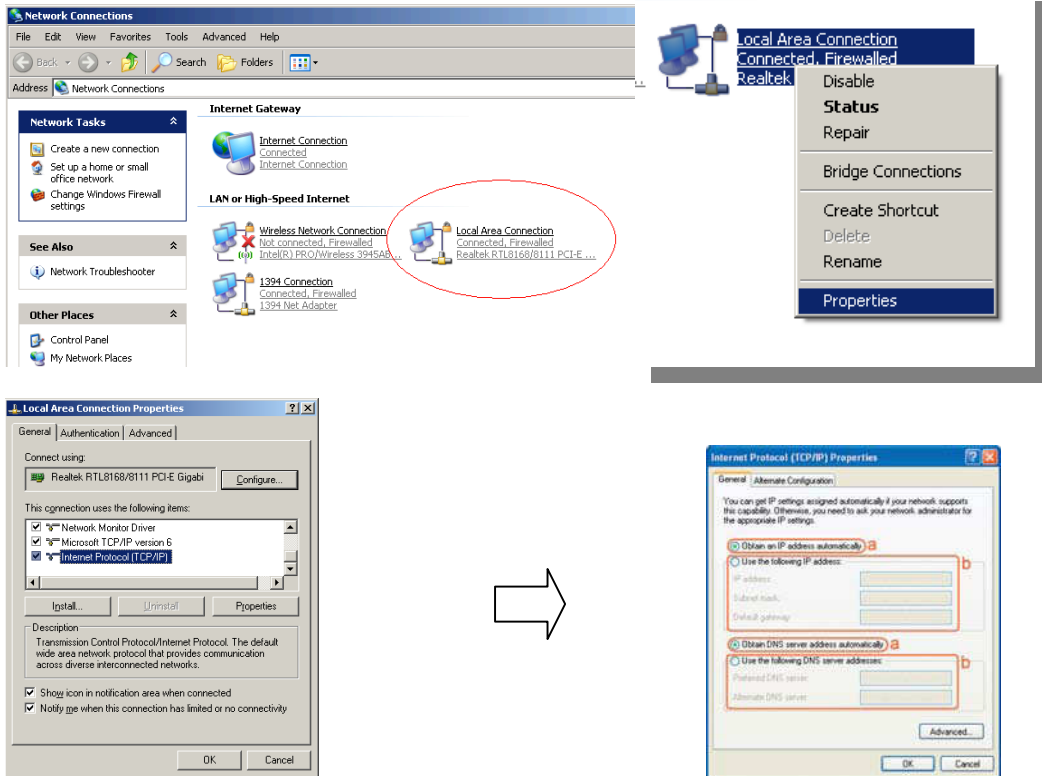 Network Connections
File Edit View Favorites Tools Advanced Help
Back Search Folders
Address Network Connections
Network Tasks
Create a new connection
Set up a home or small
office network
Change Windows Firewall
settings
See Also
Network Troubleshooter
Other Places
Control Panel
My Network Places
Internet Gateway
Internet Connection
Connected
Internet Connection
LAN or High-Speed Internet
Wireless Network Connection
Not connected, Firewalled
Intel(R) PRO/Wireless 3945AB...
Local Area Connection
Connected, Firewalled
Realtek RTL8168/8111 PCI-E ...
1394 Connection
Connected, Firewalled
1394 Net Adapter
Local Area Connection
Connected, Firewalled
Realtek
Disable
Status
Repair
Bridge Connections
Create Shortcut
Delete
Rename
Properties
Local Area Connection Properties
General Authentication Advanced
Connect using:
Realtek RTL8168/8111 PCI-E Gigabi Configure...
This connection uses the following items:
Network Monitor Driver
Microsoft TCP/IP version 6
Internet Protocol (TCP/IP)
Install... Uninstall Properties
Description
Transmission Control Protocol/Internet Protocol. The default
wide area network protocol that provides communication
across diverse interconnected networks.
Show icon in notification area when connected
Notify me when this connection has limited or no connectivity
OK Cancel
Internet Protocol (TCP/IP) Properties
General Alternate Configuration
You can get IP settings assigned automatically if your network supports
this capability. Otherwise, you need to ask your network administrator for
the appropriate IP settings.
Obtain an IP address automatically a
Use the following IP address: b
IP address:
Subnet mask:
Default gateway:
Obtain DNS server address automatically a
Use the following DNS server addresses: b
Preferred DNS server:
Alternate DNS server:
Advanced...
OK Cancel